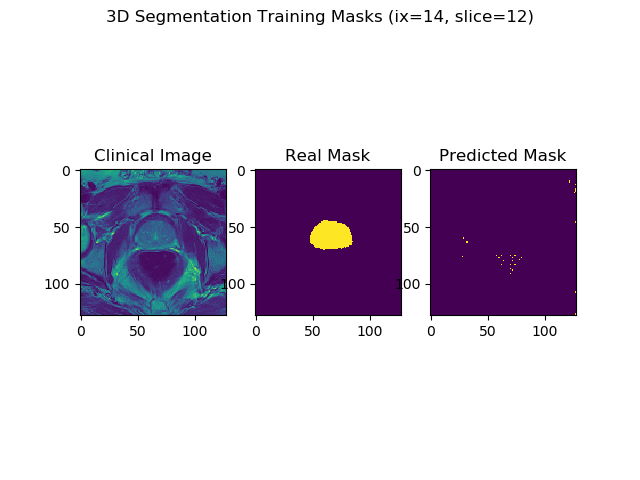 3D Segmentation Training Masks (ix=14, slice=12)
Clinical Image Real Mask Predicted Mask
0 0 0
50 50 50
100 100 100
0 50 100 0 50 100 0 50 100